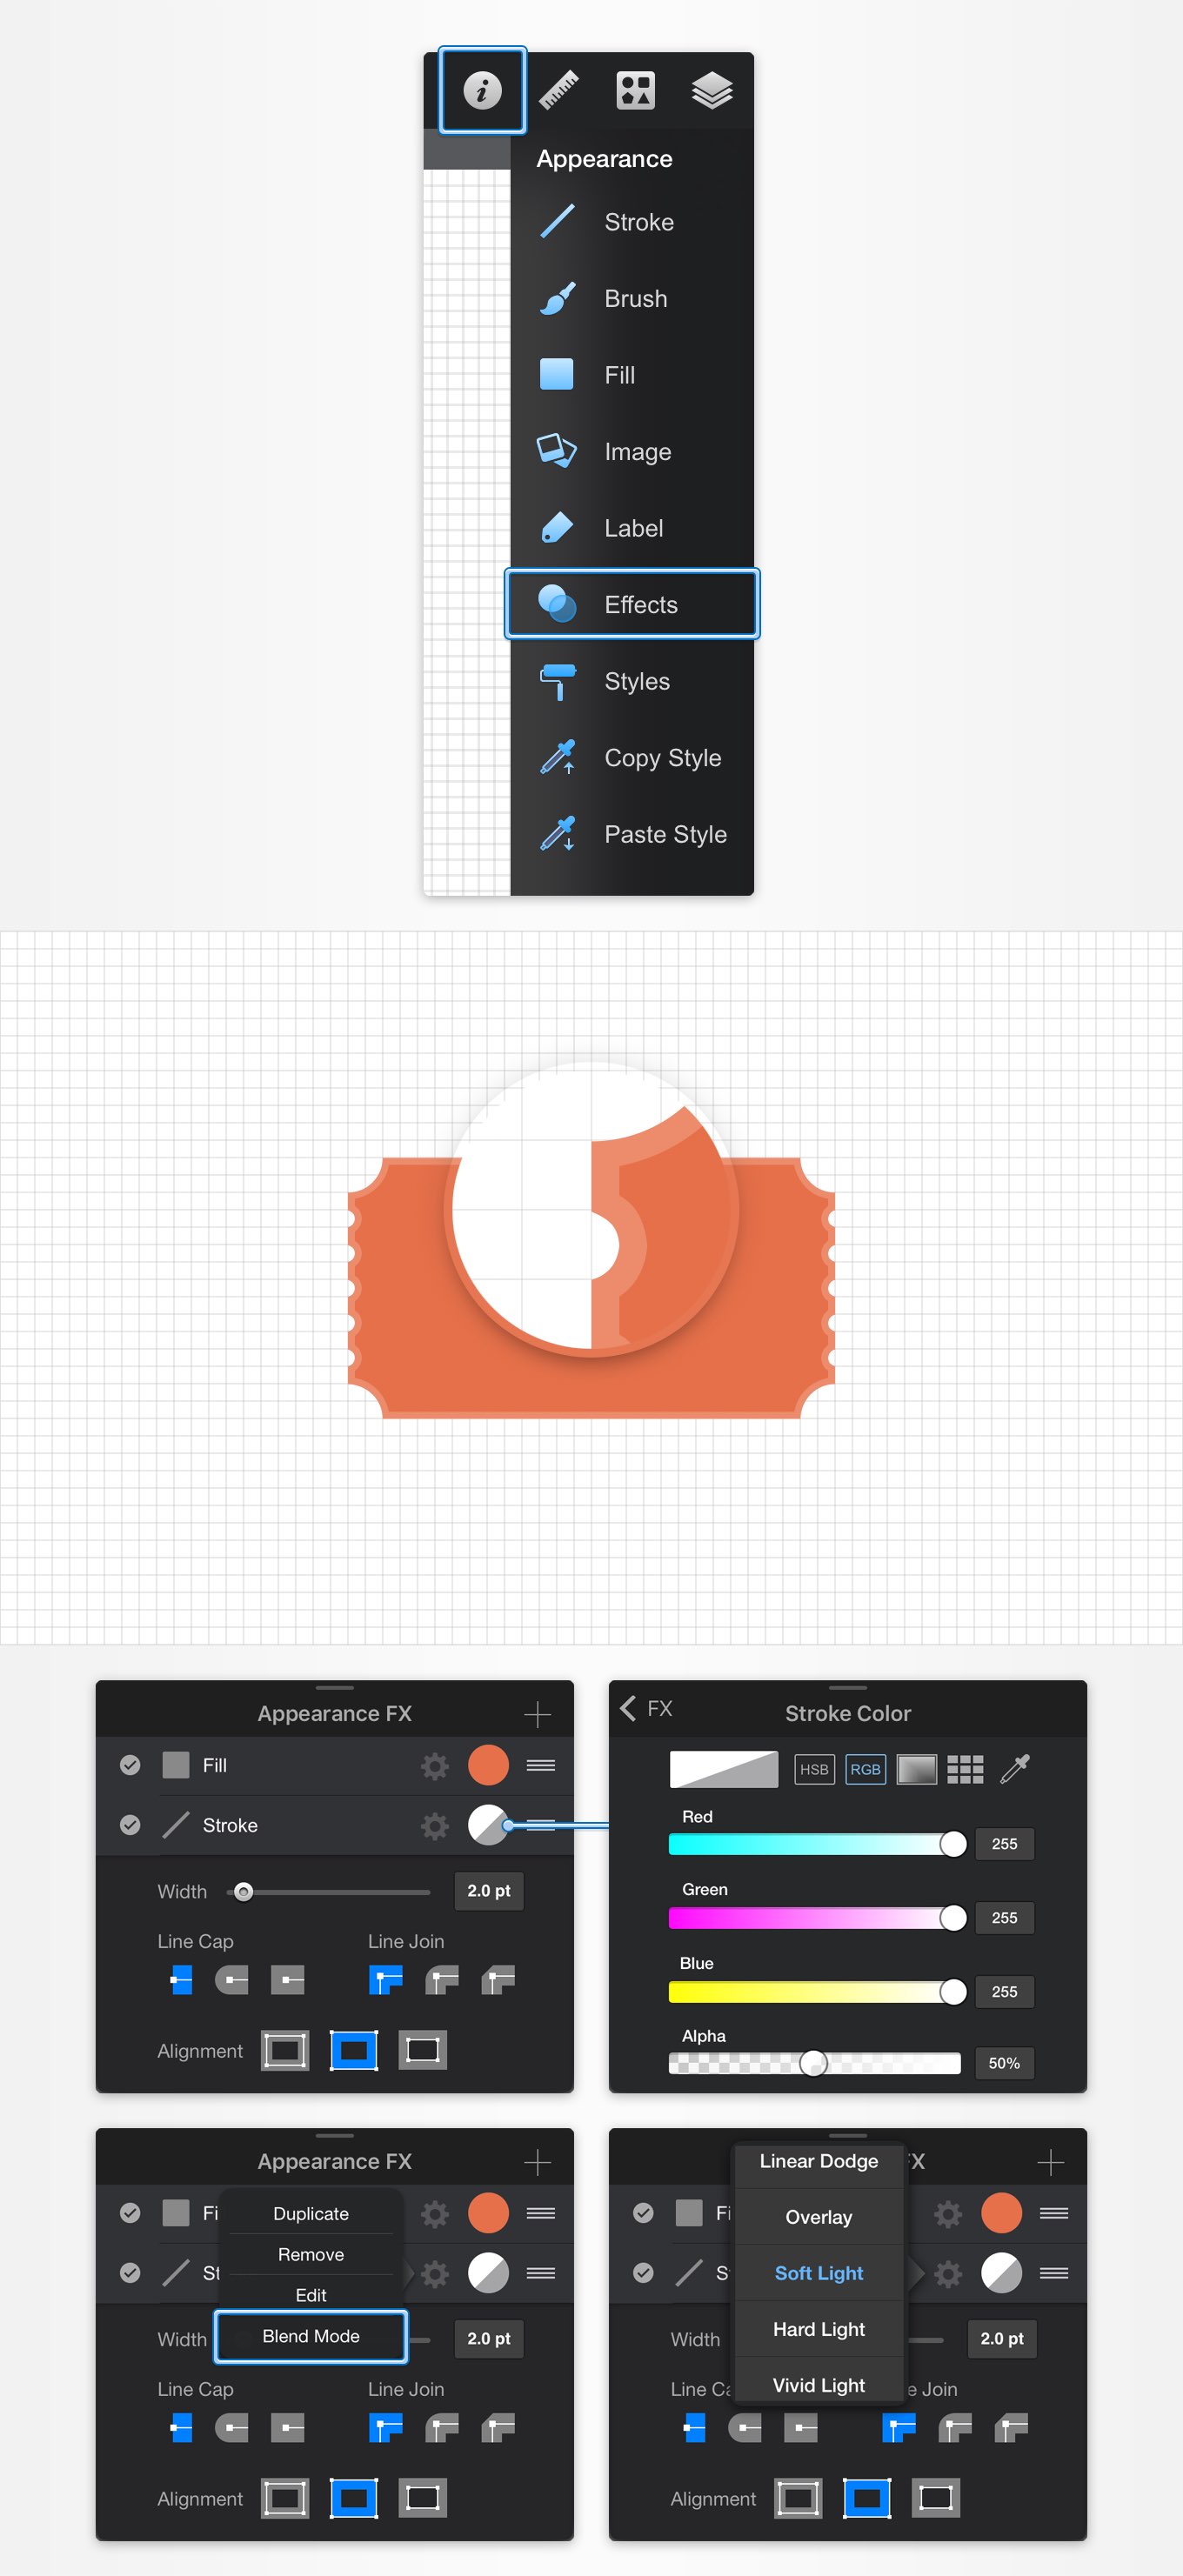 Appearance
Stroke
Brush
Fill
Image
Label
Effects
Styles
Copy Style
Paste Style
Appearance FX
Fill
Stroke
Width
2.0 pt
Line Cap
Line Join
Alignment
FX
Stroke Color
HSB
RGB
Red
255
Green
255
Blue
255
Alpha
50%
Appearance FX
Fi
Duplicate
Remove
St
Edit
Width
Blend Mode
2.0 pt
Line Cap
Line Join
Alignment
Linear Dodge
FX
Fi
Overlay
S
Soft Light
Width
Hard Light
2.0 pt
Line Ca
Vivid Light
e Join
Alignment